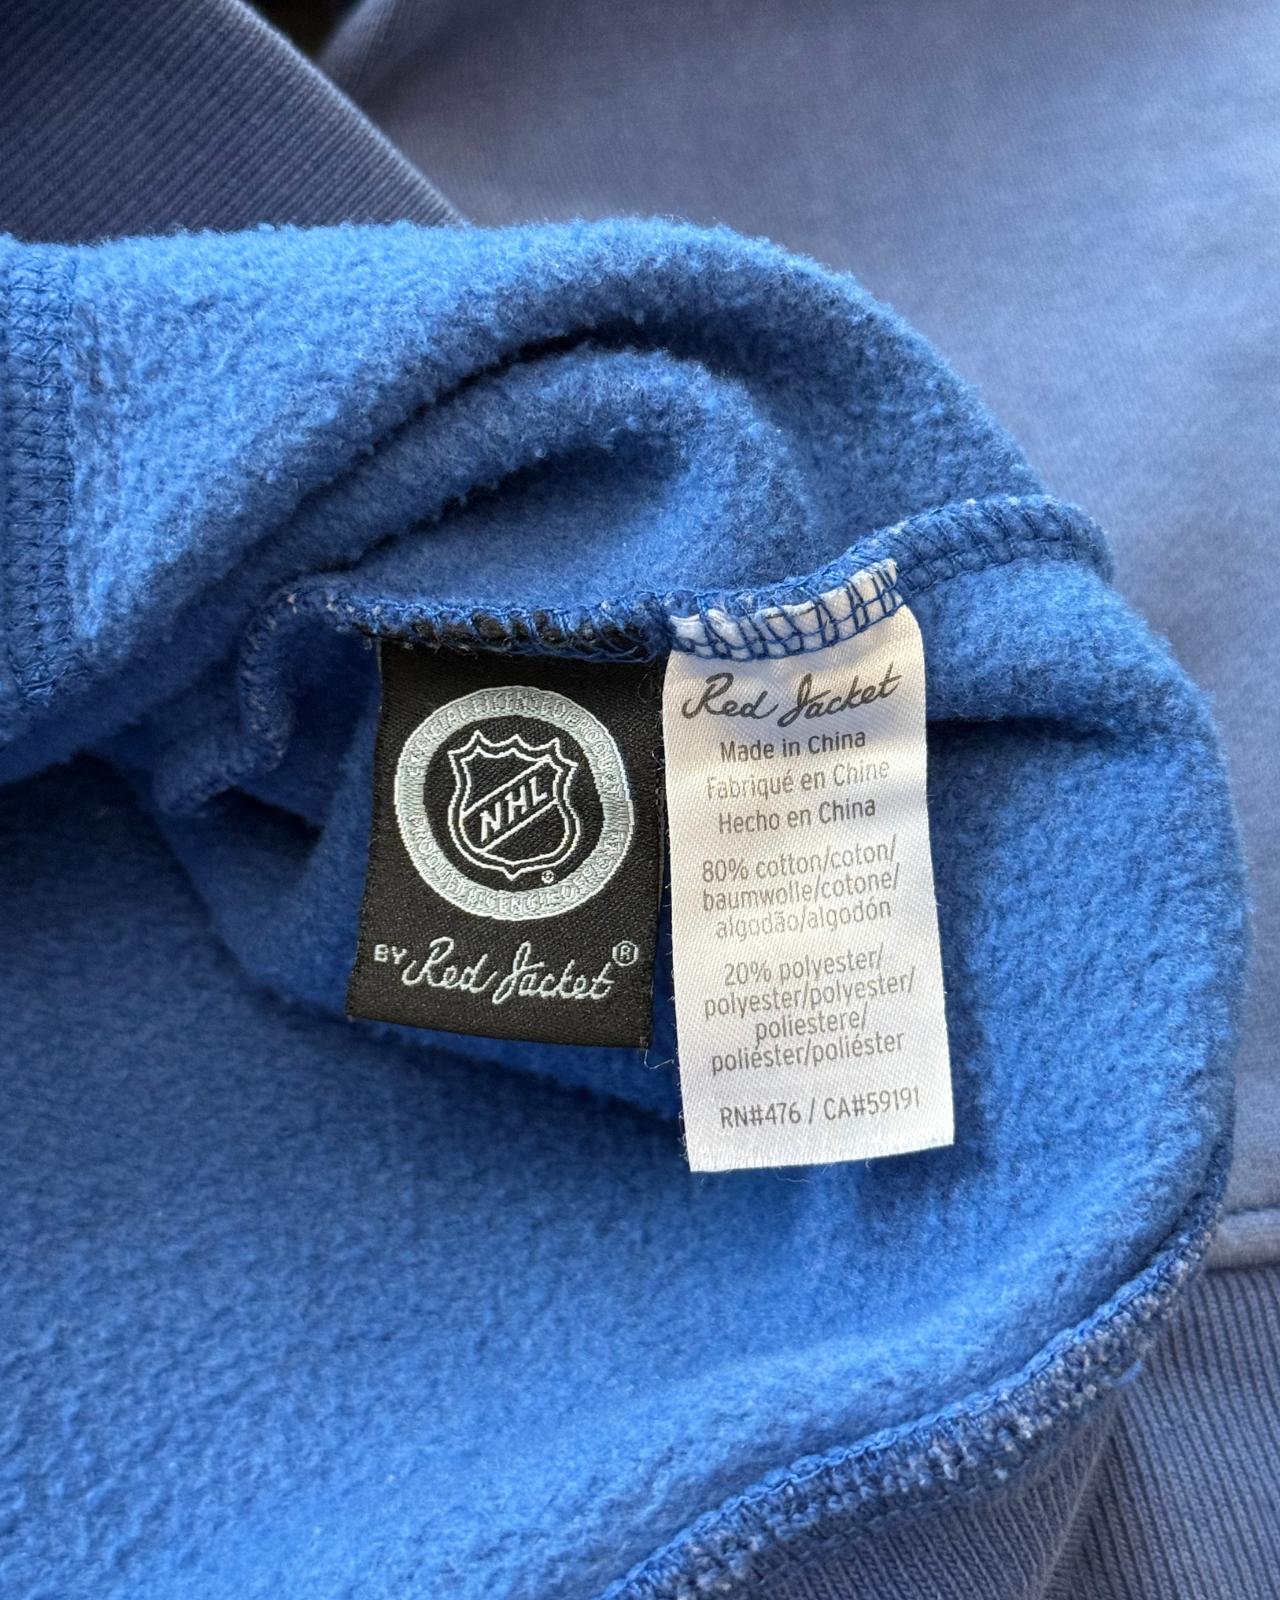 NHL
BY Red Jacket ®
Red Jacket
Made in China
Fabriqué en Chine
Hecho en China
80% cotton/coton/
baumwolle/cotone/
algodão/algodón
20% polyester/
polyester/polyester/
poliestere/
poliéster/poliéster
RN#476 / CA#59191